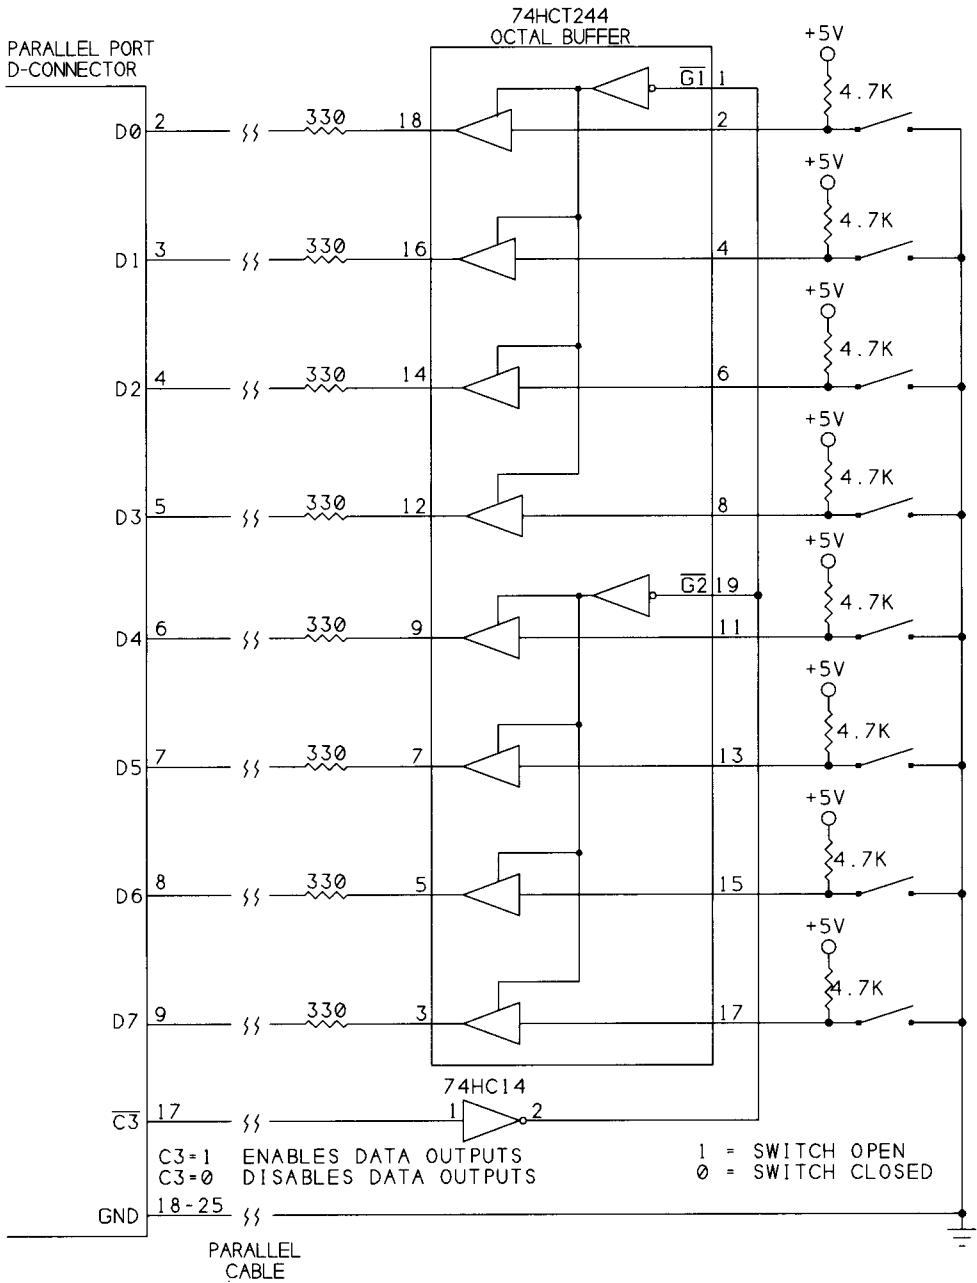 74HCT244
OCTAL BUFFER
PARALLEL PORT
D-CONNECTOR
+5V
4.7K
G1 1
D0 2
330
18
2
+5V
4.7K
D1 3
330
16
4
+5V
4.7K
D2 4
330
14
6
+5V
4.7K
D3 5
330
12
8
+5V
4.7K
G2 19
D4 6
330
9
11
+5V
4.7K
D5 7
330
7
13
+5V
4.7K
D6 8
330
5
15
+5V
4.7K
D7 9
330
3
17
74HC14
C3 17
1
2
C3=1 ENABLES DATA OUTPUTS
C3=0 DISABLES DATA OUTPUTS
1 = SWITCH OPEN
0 = SWITCH CLOSED
GND 18-25
PARALLEL
CABLE